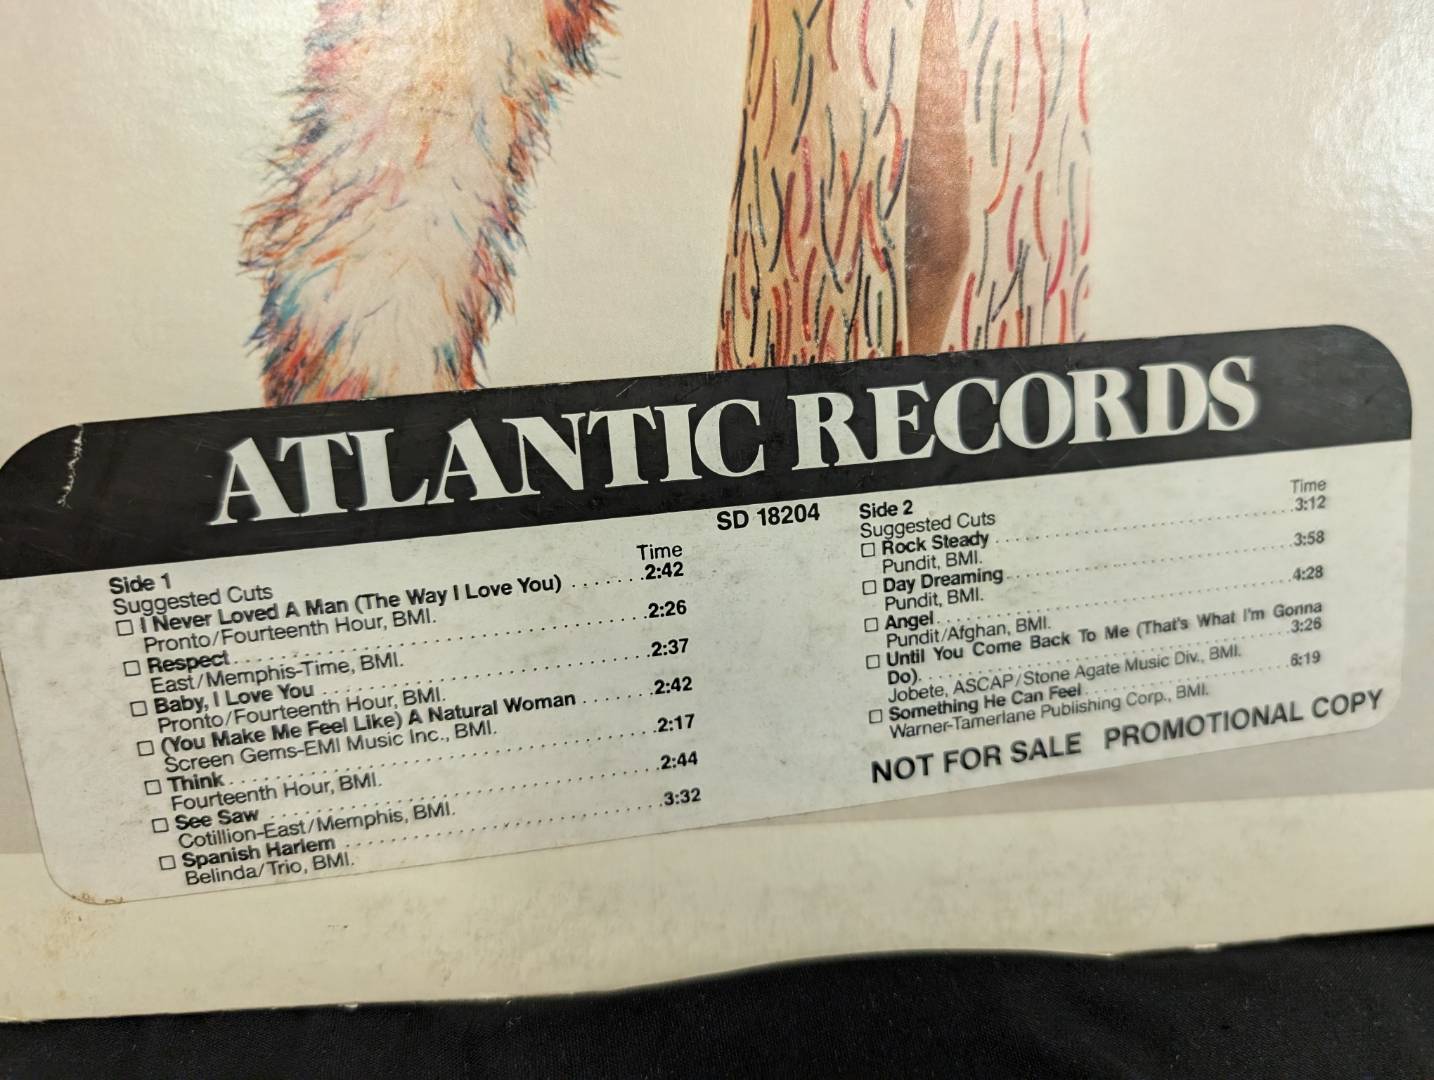 ATLANTIC RECORDS
SD 18204
Side 1
Suggested Cuts
Time
☐ I Never Loved A Man (The Way I Love You) .......2:42
Pronto/Fourteenth Hour, BMI.
☐ Respect..........2:26
East/Memphis-Time, BMI.
☐ Baby, I Love You..........2:37
Pronto/Fourteenth Hour, BMI.
☐ (You Make Me Feel Like) A Natural Woman..........2:42
Screen Gems-EMI Music Inc., BMI.
☐ Think..........2:17
Fourteenth Hour, BMI.
☐ See Saw..........2:44
Cotillion-East/Memphis, BMI.
☐ Spanish Harlem..........3:32
Belinda/Trio, BMI.
Side 2
Suggested Cuts
Time
☐ Rock Steady..........3:12
Pundit, BMI.
☐ Day Dreaming..........3:58
Pundit, BMI.
☐ Angel..........4:28
Pundit/Afghan, BMI.
☐ Until You Come Back To Me (That's What I'm Gonna
Do)..........3:26
Jobete, ASCAP/Stone Agate Music Div., BMI.
☐ Something He Can Feel..........6:19
Warner-Tamerlane Publishing Corp., BMI.
NOT FOR SALE PROMOTIONAL COPY